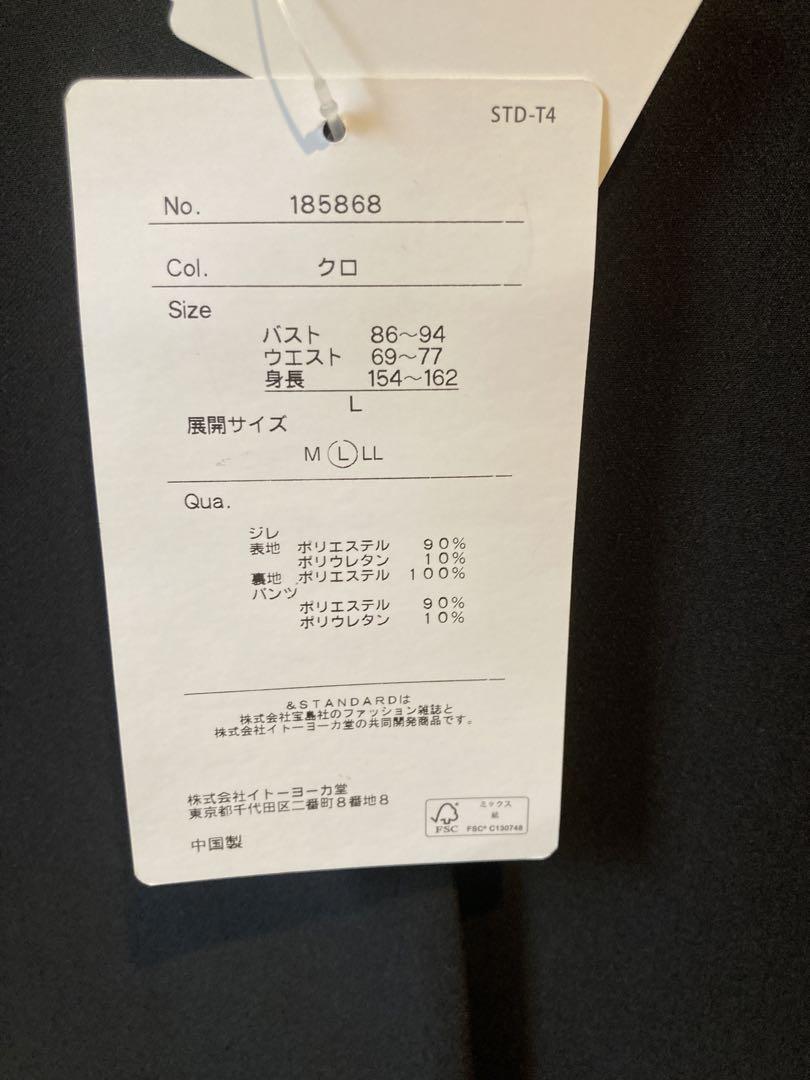 STD-T4
No. 185868
Col. クロ
Size
バスト 86〜94
ウエスト 69〜77
身長 154〜162
L
展開サイズ
M L LL
Qua.
ジレ
表地 ポリエステル 90%
ポリウレタン 10%
裏地 ポリエステル 100%
パンツ
ポリエステル 90%
ポリウレタン 10%
&STANDARDは
株式会社宝島社のファッション雑誌と
株式会社イトーヨーカ堂の共同開発商品です。
株式会社イトーヨーカ堂
東京都千代田区二番町8番地8
中国製
ミックス
紙
FSC FSC® C130748